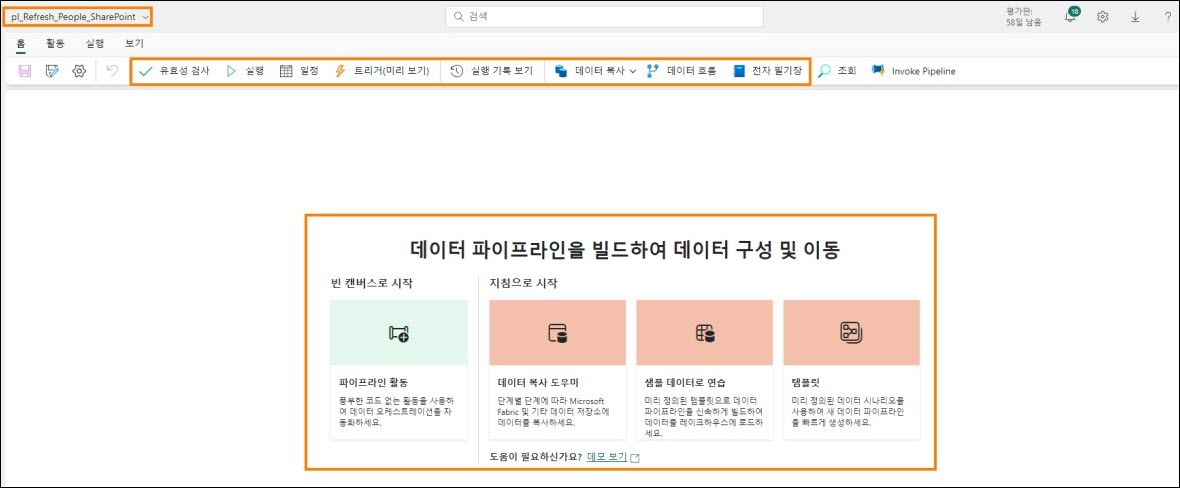 pl_Refresh_People_SharePoint
검색
평가판:
58일 남음
18
?
홈 활동 실행 보기
유효성 검사 실행 일정 트리거(미리 보기) 실행 기록 보기 데이터 복사 데이터 흐름 전자 필기장 조회 Invoke Pipeline
데이터 파이프라인을 빌드하여 데이터 구성 및 이동
빈 캔버스로 시작
파이프라인 활동
풍부한 코드 없는 활동을 사용하
여 데이터 오케스트레이션을 자
동화하세요.
지침으로 시작
데이터 복사 도우미
단계별 단계에 따라 Microsoft
Fabric 및 기타 데이터 저장소에
데이터를 복사하세요.
샘플 데이터로 연습
미리 정의된 템플릿으로 데이터
파이프라인을 신속하게 빌드하여
데이터를 레이크하우스에 로드하
세요.
템플릿
미리 정의된 데이터 시나리오를
사용하여 새 데이터 파이프라인
을 빠르게 생성하세요.
도움이 필요하신가요? 데모 보기